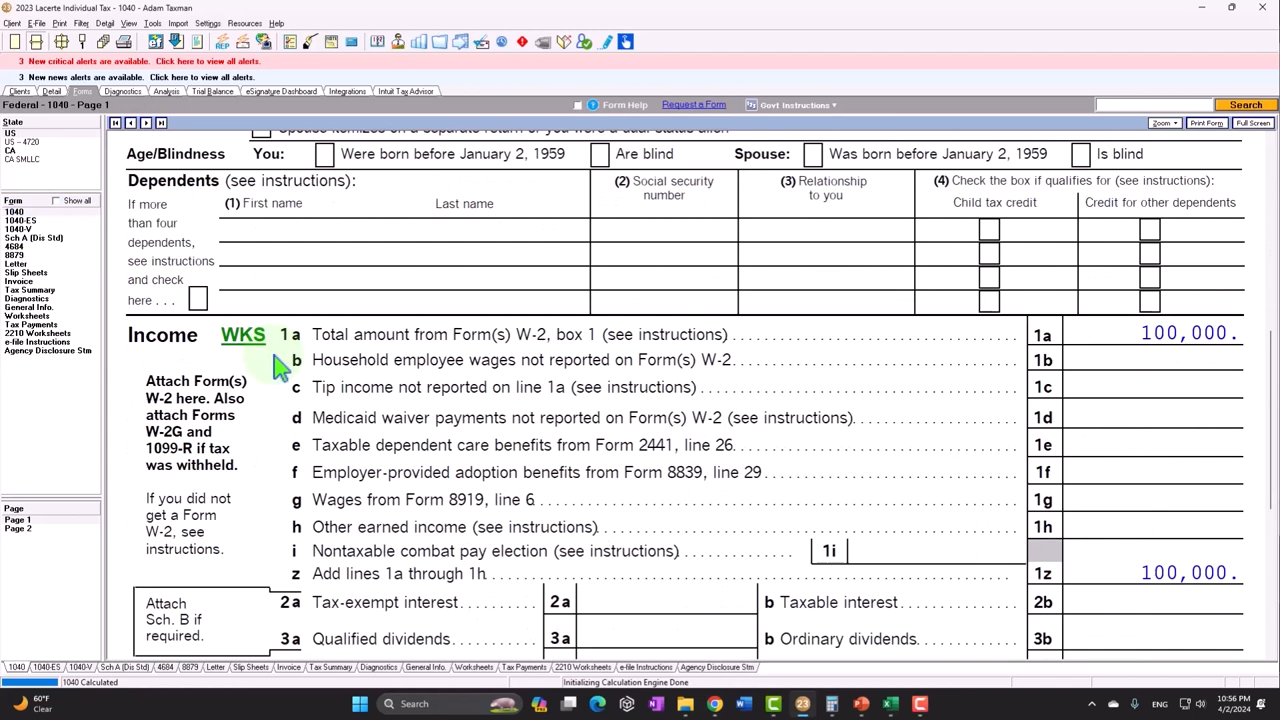 2023 Lacerte Individual Tax - 1040 - Adam Taxman
Client E-File Print Filter Detail View Tools Import Settings Resources Help
3 New critical alerts are available. Click here to view all alerts.
3 New news alerts are available. Click here to view all alerts.
Clients Detail Forms Diagnostics Analysis Trial Balance eSignature Dashboard Integrations Intuit Tax Advisor
Federal - 1040 - Page 1 Form Help Request a Form Govt Instructions Search
State
US
US - 4720
CA
CA SMLLC
Form Show all
1040
1040-ES
1040-V
Sch A (Dis Std)
4684
8879
Letter
Slip Sheets
Invoice
Tax Summary
Diagnostics
General Info.
Worksheets
Tax Payments
2210 Worksheets
e-file Instructions
Agency Disclosure Stm
Page
Page 1
Page 2
Zoom Print Form Full Screen
Spouse itemizes on a separate return or you were a dual-status alien
Age/Blindness You: Were born before January 2, 1959 Are blind Spouse: Was born before January 2, 1959 Is blind
Dependents (see instructions): (2) Social security number (3) Relationship to you (4) Check the box if qualifies for (see instructions):
(1) First name Last name Child tax credit Credit for other dependents
If more
than four
dependents,
see instructions
and check
here . . .
Income WKS 1 a Total amount from Form(s) W-2, box 1 (see instructions) 1a 100,000.
b Household employee wages not reported on Form(s) W-2 1b
c Tip income not reported on line 1a (see instructions) 1c
d Medicaid waiver payments not reported on Form(s) W-2 (see instructions) 1d
e Taxable dependent care benefits from Form 2441, line 26 1e
f Employer-provided adoption benefits from Form 8839, line 29 1f
g Wages from Form 8919, line 6 1g
h Other earned income (see instructions) 1h
i Nontaxable combat pay election (see instructions) 1i
z Add lines 1a through 1h 1z 100,000.
Attach Form(s)
W-2 here. Also
attach Forms
W-2G and
1099-R if tax
was withheld.
If you did not
get a Form
W-2, see
instructions.
Attach
Sch. B if
required.
2 a Tax-exempt interest 2a b Taxable interest 2b
3 a Qualified dividends 3a b Ordinary dividends 3b
1040 1040-ES 1040-V Sch A (Dis Std) 4684 8879 Letter Slip Sheets Invoice Tax Summary Diagnostics General Info. Worksheets Tax Payments 2210 Worksheets e-file Instructions Agency Disclosure Stm
1040 Calculated Initializing Calculation Engine Done
60°F
Clear
Search
23
ENG
10:56 PM
4/2/2024